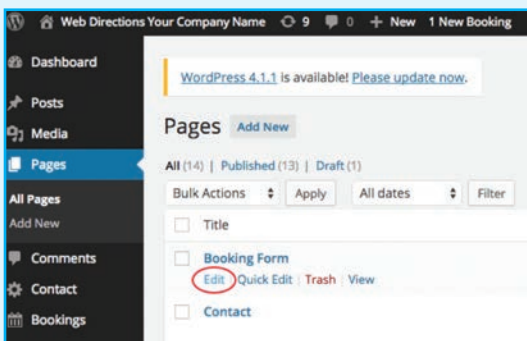 Web Directions Your Company Name 9 0 + New 1 New Booking
Dashboard
Posts
Media
Pages
All Pages
Add New
Comments
Contact
Bookings
WordPress 4.1.1 is available! Please update now.
Pages Add New
All (14) | Published (13) | Draft (1)
Bulk Actions Apply All dates Filter
Title
Booking Form
Edit | Quick Edit | Trash | View
Contact